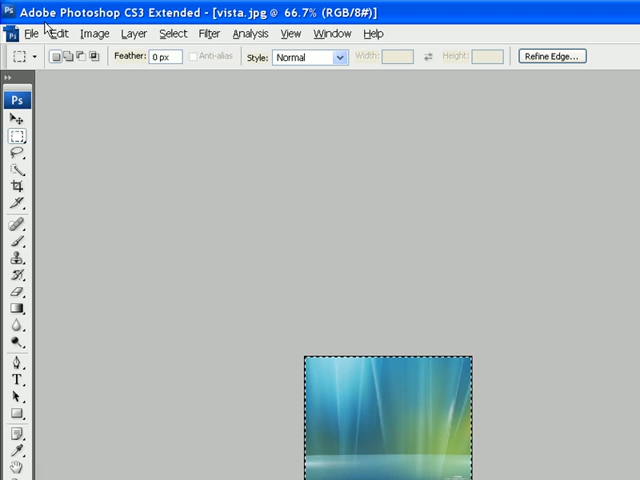 Adobe Photoshop CS3 Extended - [vista.jpg @ 66.7% (RGB/8#)]
File Edit Image Layer Select Filter Analysis View Window Help
Feather: 0 px Anti-alias Style: Normal Width: Height: Refine Edge...
Ps
T